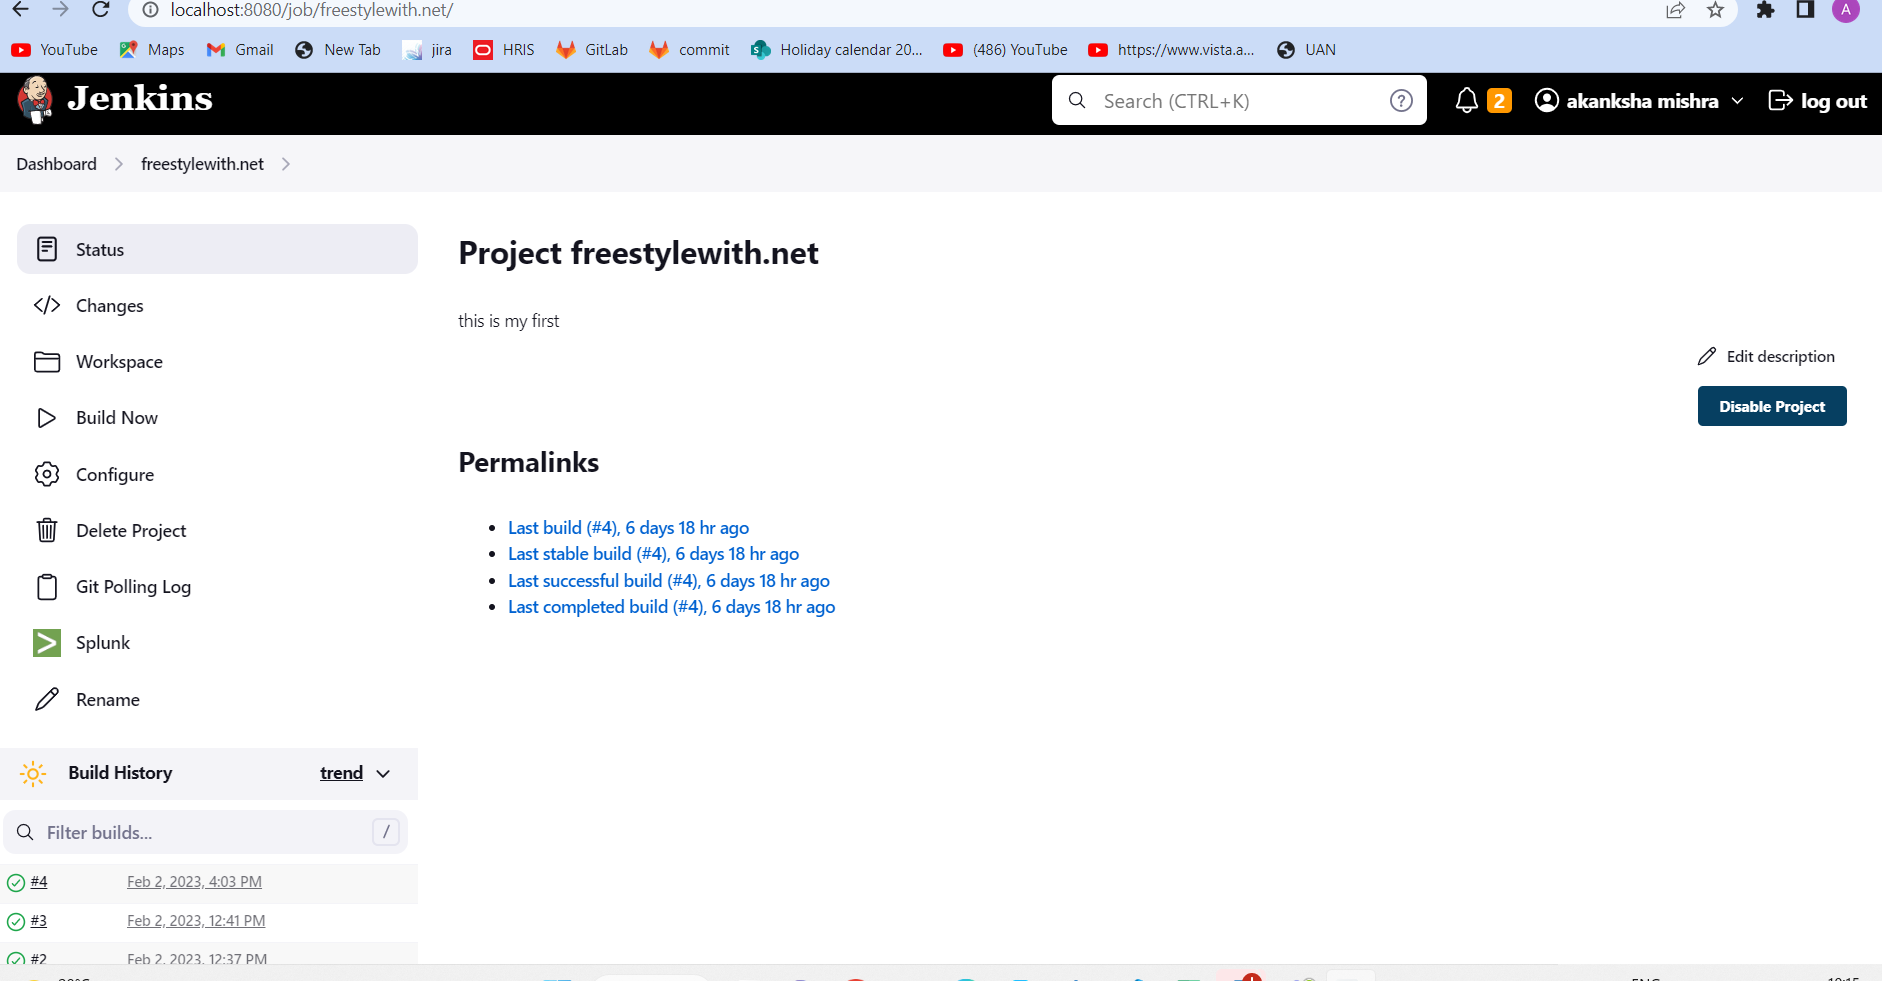 localhost:8080/job/freestylewith.net/
A
YouTube Maps Gmail New Tab jira HRIS GitLab commit Holiday calendar 20... (486) YouTube https://www.vista.a... UAN
Jenkins
Search (CTRL+K) ?
2
akanksha mishra
log out
Dashboard freestylewith.net
Status
Changes
Workspace
Build Now
Configure
Delete Project
Git Polling Log
Splunk
Rename
Project freestylewith.net
this is my first
Edit description
Disable Project
Permalinks
Last build (#4), 6 days 18 hr ago
Last stable build (#4), 6 days 18 hr ago
Last successful build (#4), 6 days 18 hr ago
Last completed build (#4), 6 days 18 hr ago
Build History trend
Filter builds... /
#4 Feb 2, 2023, 4:03 PM
#3 Feb 2, 2023, 12:41 PM
#2 Feb 2, 2023, 12:37 PM